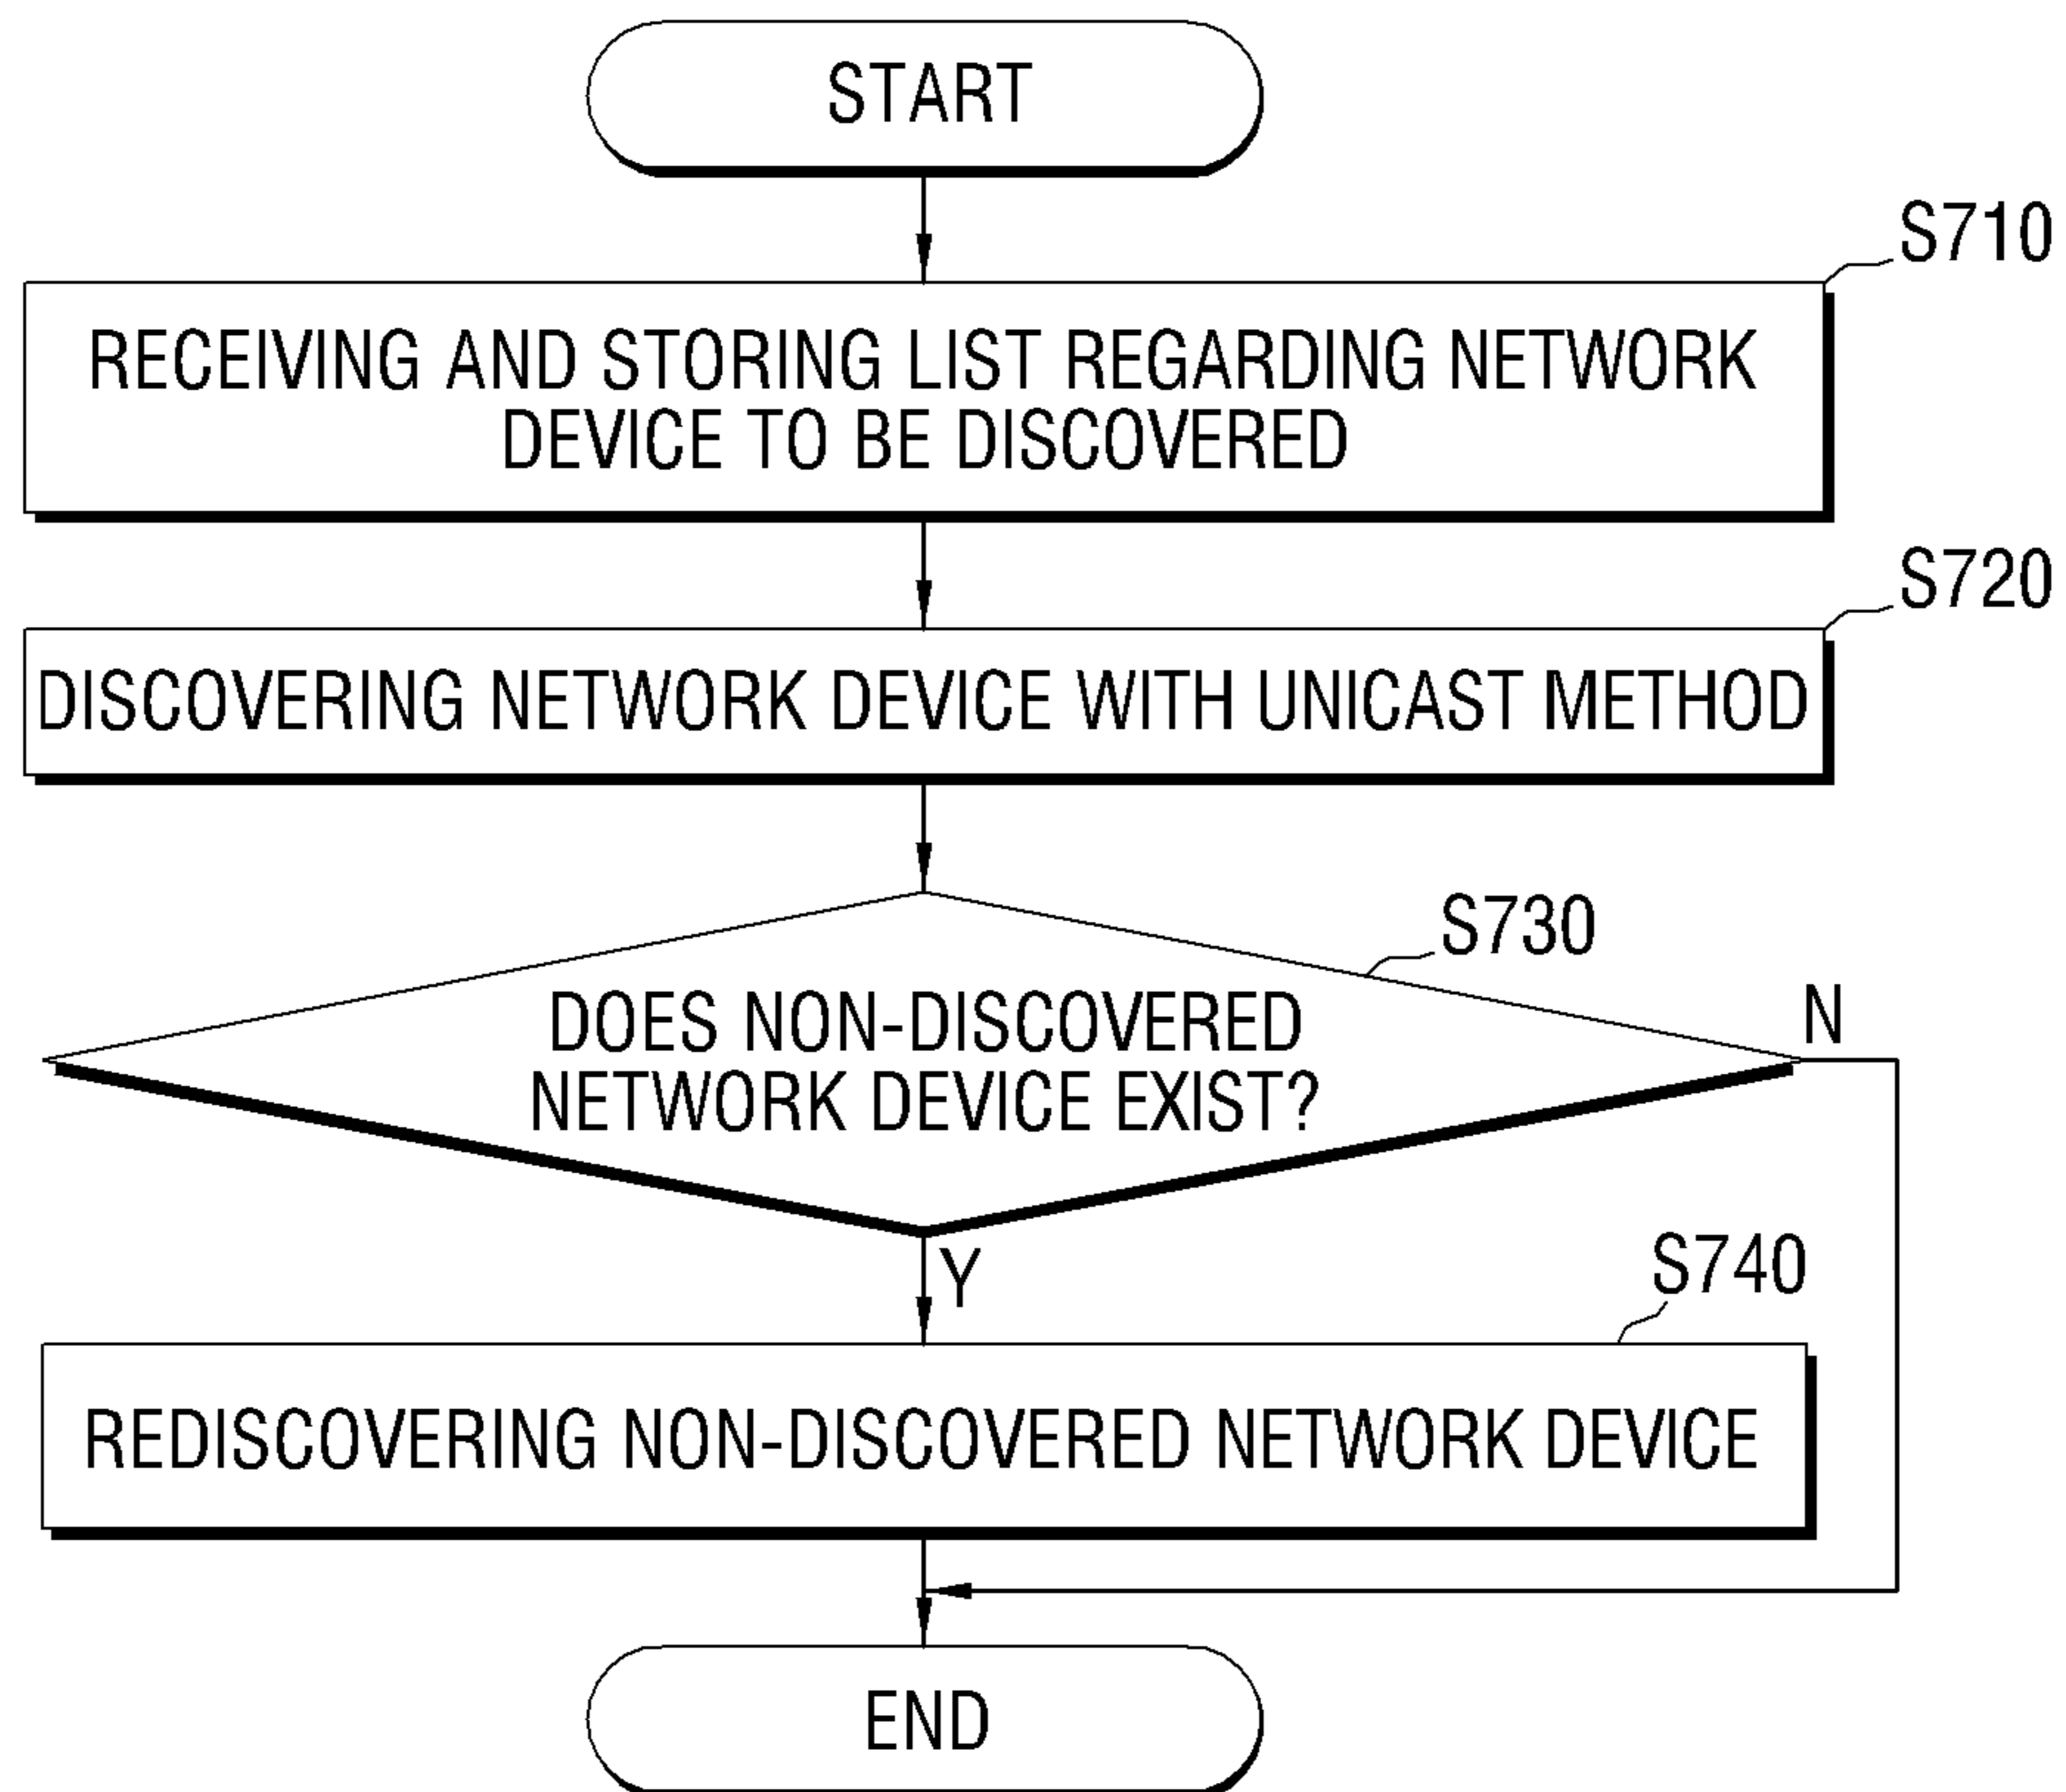 START
S710
RECEIVING AND STORING LIST REGARDING NETWORK
DEVICE TO BE DISCOVERED
S720
DISCOVERING NETWORK DEVICE WITH UNICAST METHOD
S730
DOES NON-DISCOVERED
NETWORK DEVICE EXIST?
N
Y
S740
REDISCOVERING NON-DISCOVERED NETWORK DEVICE
END